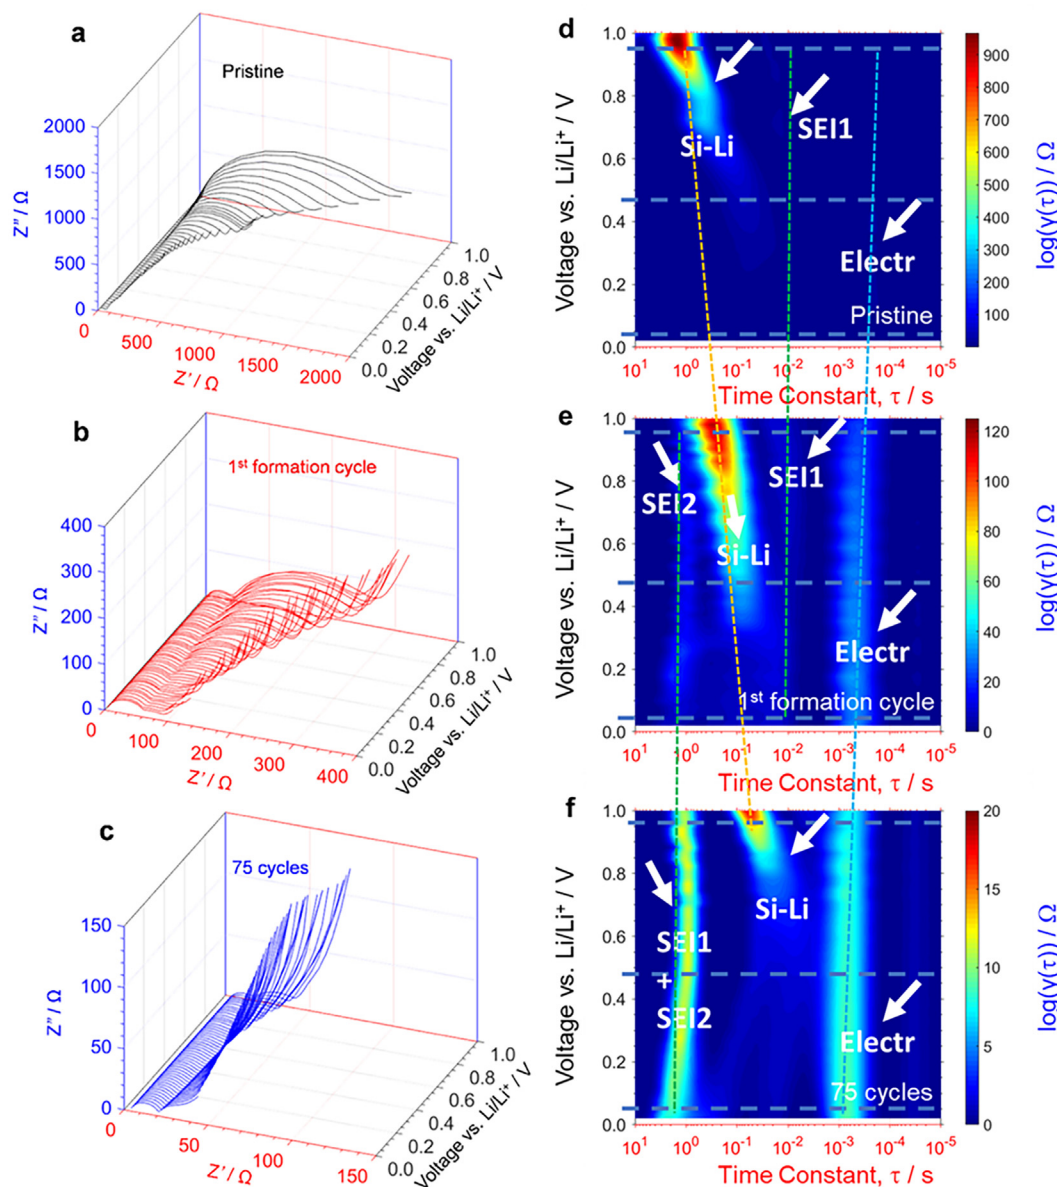 a
Pristine
2000
1500
1000
500
0
Z"/ Ω
0
500
1000
1500
2000
Z'/ Ω
0.0
0.2
0.4
0.6
0.8
1.0
Voltage vs. Li/Li⁺ / V
b
1st formation cycle
400
300
200
100
0
Z"/ Ω
0
100
200
300
400
Z'/ Ω
0.0
0.2
0.4
0.6
0.8
1.0
Voltage vs. Li/Li⁺ / V
c
75 cycles
150
100
50
0
Z"/ Ω
0
50
100
150
Z'/ Ω
0.0
0.2
0.4
0.6
0.8
1.0
Voltage vs. Li/Li⁺ / V
d
1.0
0.8
0.6
0.4
0.2
0.0
Voltage vs. Li/Li⁺ / V
Si-Li
SEI1
Electr
Pristine
10¹ 10⁰ 10⁻¹ 10⁻² 10⁻³ 10⁻⁴ 10⁻⁵
Time Constant, τ / s
900
800
700
600
500
400
300
200
100
log(γ(τ)) / Ω
e
1.0
0.8
0.6
0.4
0.2
0.0
Voltage vs. Li/Li⁺ / V
SEI2
SEI1
Si-Li
Electr
1st formation cycle
10¹ 10⁰ 10⁻¹ 10⁻² 10⁻³ 10⁻⁴ 10⁻⁵
Time Constant, τ / s
120
100
80
60
40
20
0
log(γ(τ)) / Ω
f
1.0
0.8
0.6
0.4
0.2
0.0
Voltage vs. Li/Li⁺ / V
SEI1
+
SEI2
Si-Li
Electr
75 cycles
10¹ 10⁰ 10⁻¹ 10⁻² 10⁻³ 10⁻⁴ 10⁻⁵
Time Constant, τ / s
20
15
10
5
0
log(γ(τ)) / Ω